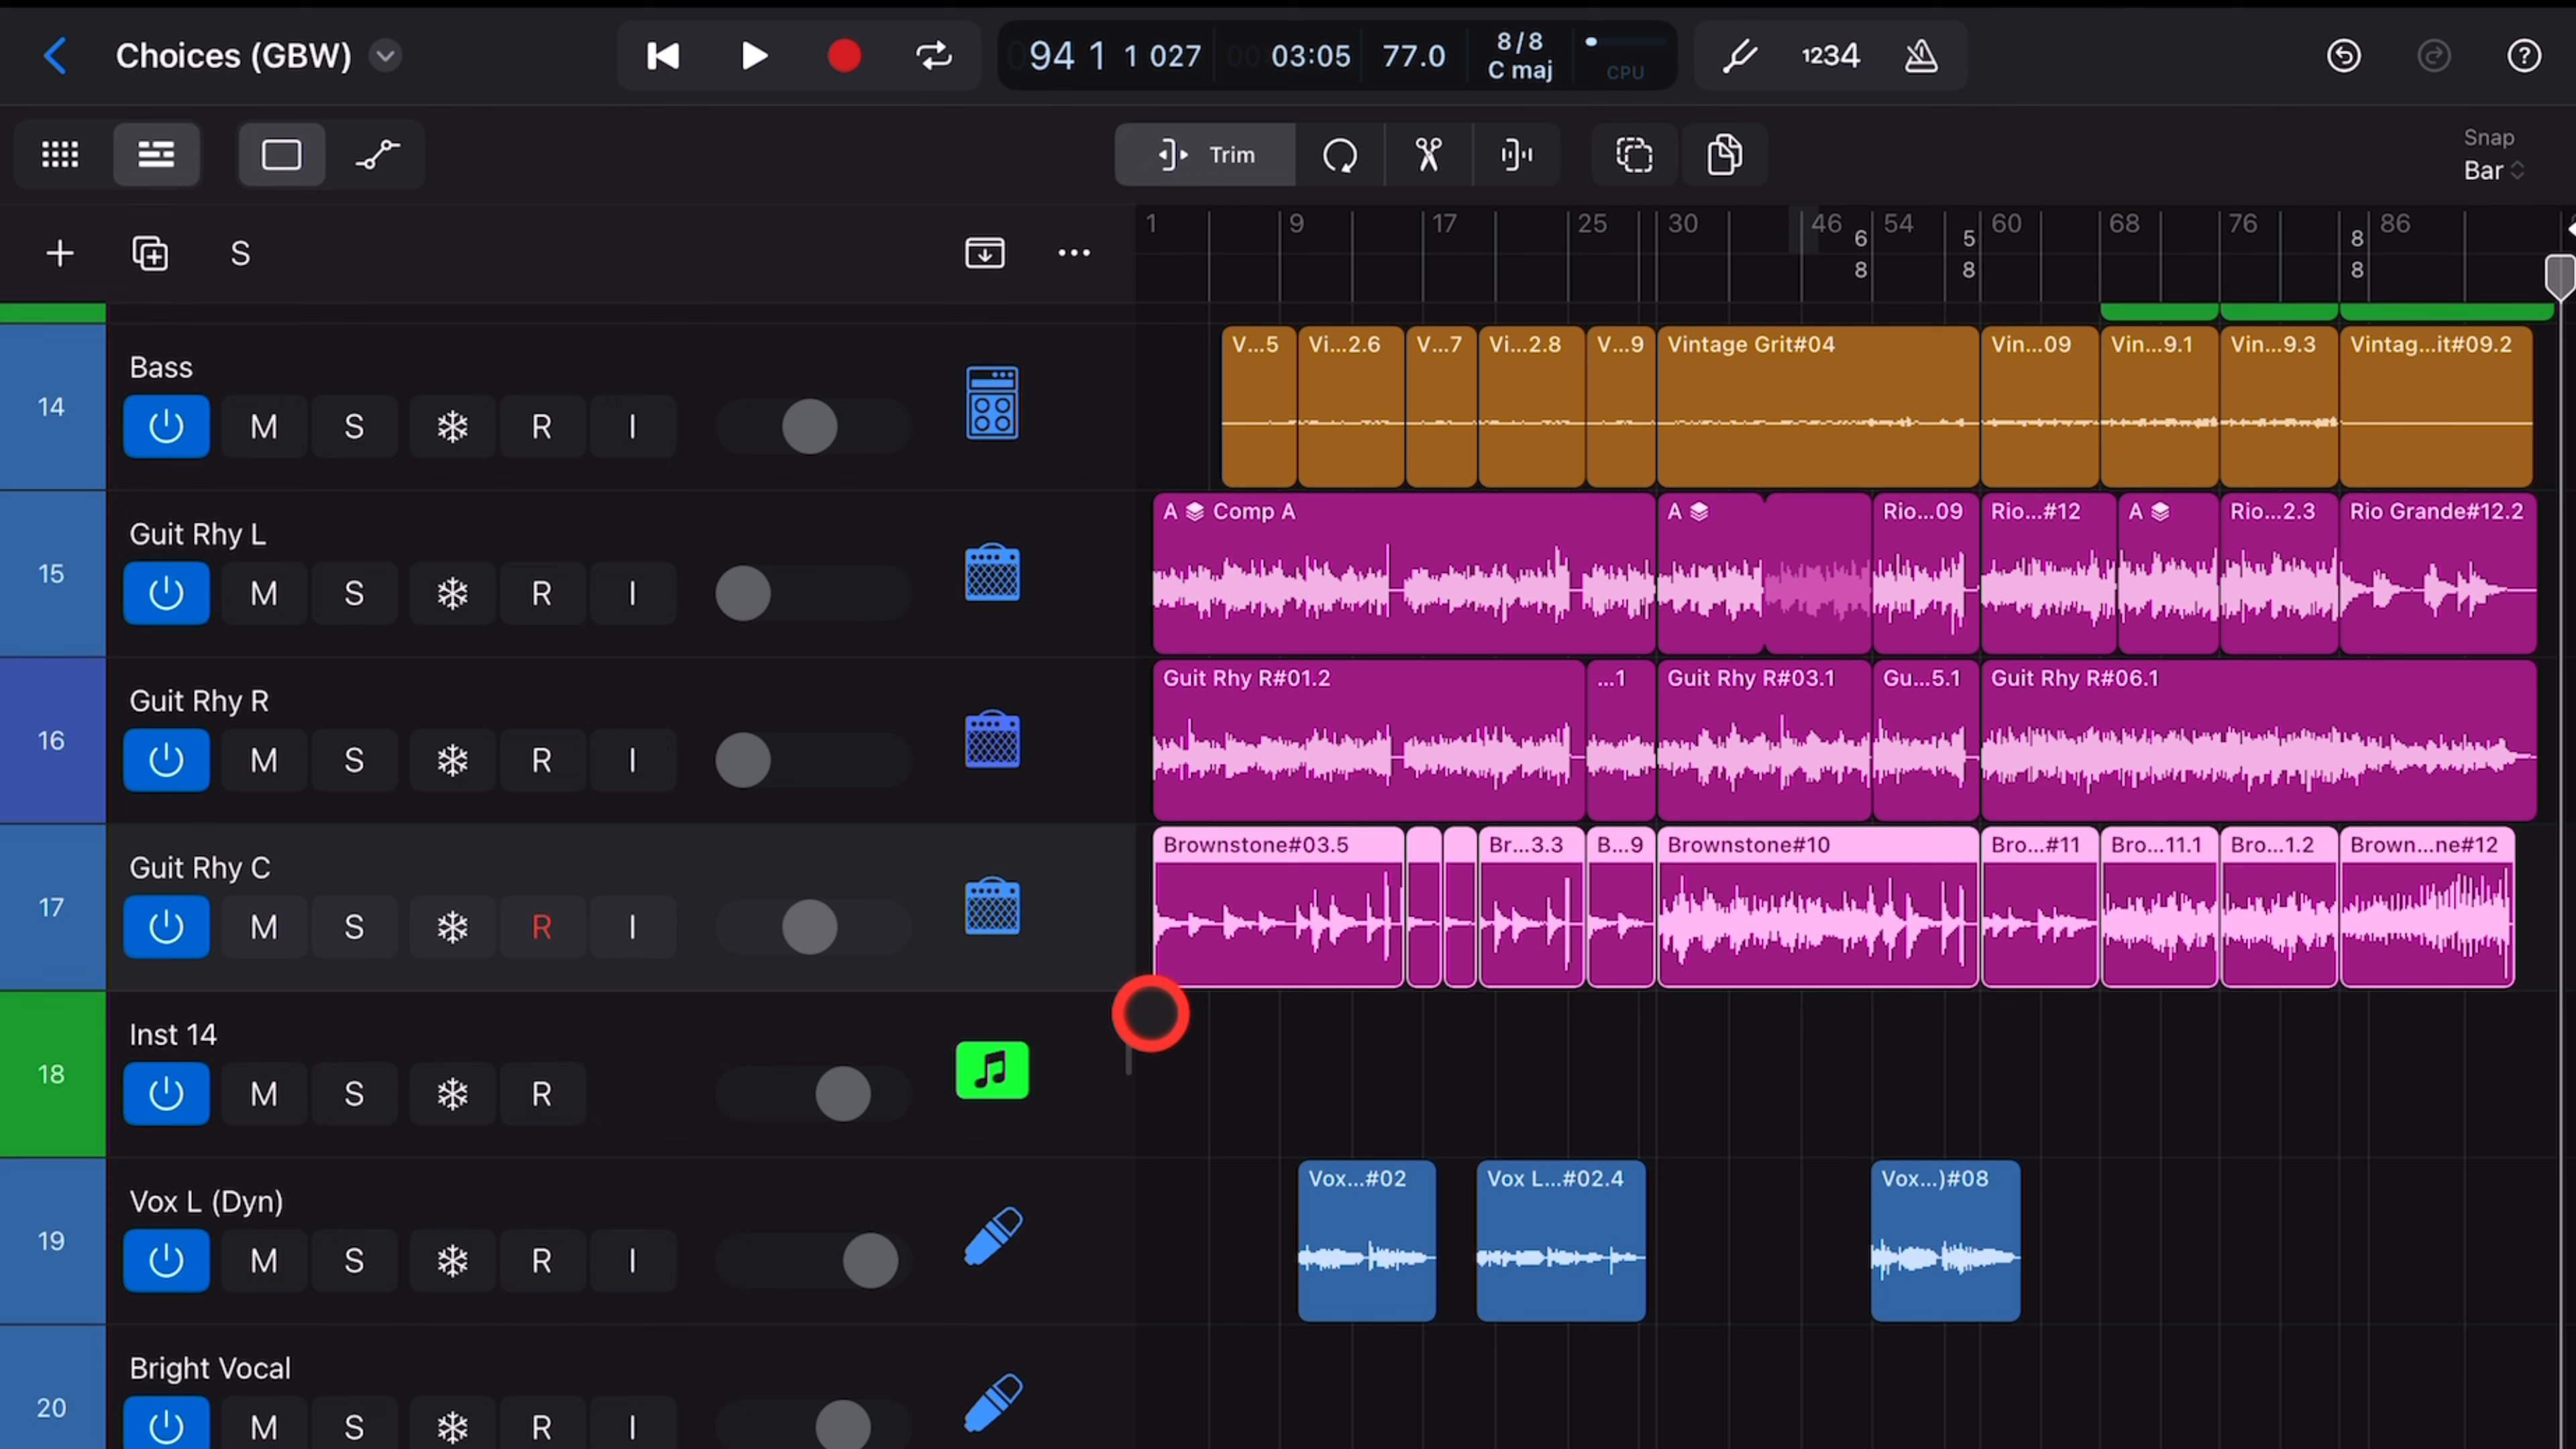 Choices (GBW)
94 1 1 027
03:05
77.0
8/8
C maj
CPU
1234
Trim
Snap
Bar
S
1 9 17 25 30 46 54 60 68 76 86
6
8
5
8
8
8
14
Bass
M S R I
V...5
Vi...2.6
V...7
Vi...2.8
V...9
Vintage Grit#04
Vin...09
Vin...9.1
Vin...9.3
Vintag...it#09.2
15
Guit Rhy L
M S R I
A Comp A
A
Rio...09
Rio...#12
A
Rio...2.3
Rio Grande#12.2
16
Guit Rhy R
M S R I
Guit Rhy R#01.2
...1
Guit Rhy R#03.1
Gu...5.1
Guit Rhy R#06.1
17
Guit Rhy C
M S R I
Brownstone#03.5
Br...3.3
B...9
Brownstone#10
Bro...#11
Bro...11.1
Bro...1.2
Brown...ne#12
18
Inst 14
M S R
19
Vox L (Dyn)
M S R I
Vox...#02
Vox L...#02.4
Vox...)#08
20
Bright Vocal
M S R I